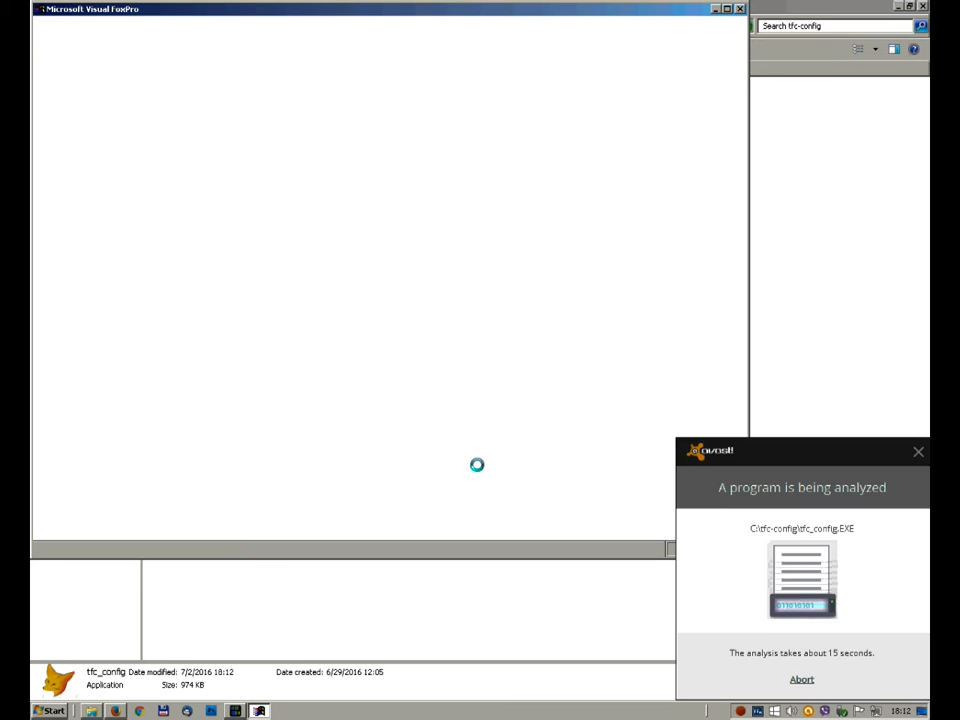 Microsoft Visual FoxPro
Search tfc-config
avast!
A program is being analyzed
C:\tfc-config\tfc_config.EXE
011010101
The analysis takes about 15 seconds.
Abort
tfc_config Date modified: 7/2/2016 18:12 Date created: 6/29/2016 12:05
Application Size: 974 KB
Start
18:12